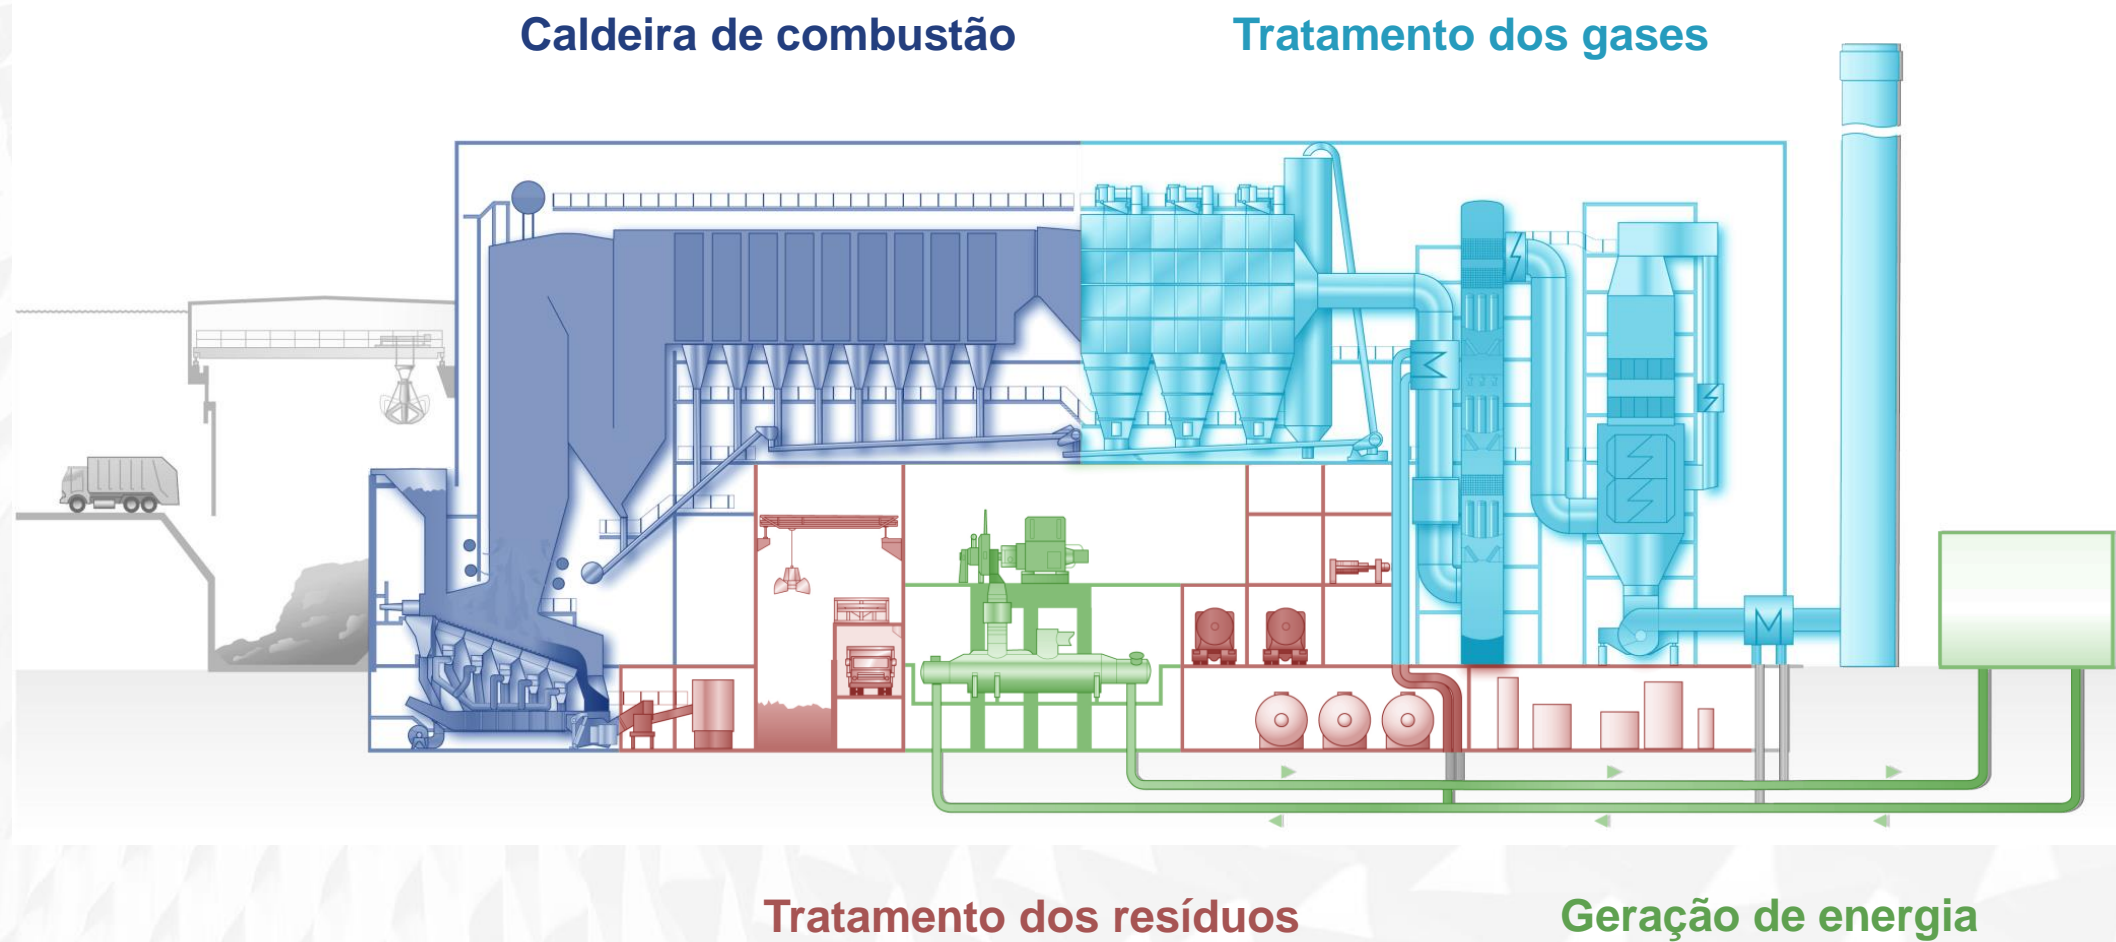 Caldeira de combustão
Tratamento dos gases
Tratamento dos resíduos
Geração de energia